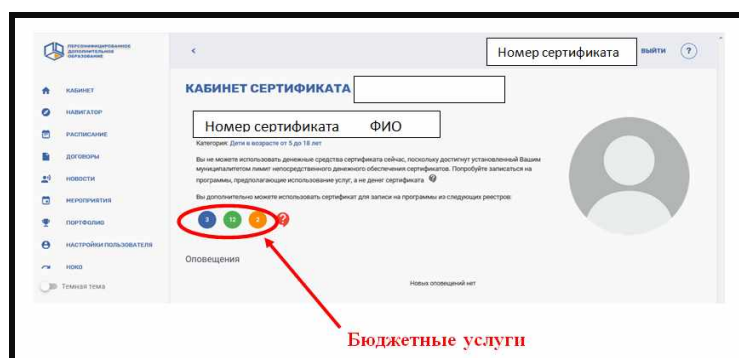 ПЕРСОНИФИЦИРОВАННОЕ
ДОПОЛНИТЕЛЬНОЕ
ОБРАЗОВАНИЕ
Номер сертификата
ВЫЙТИ
?
КАБИНЕТ
НАВИГАТОР
РАСПИСАНИЕ
ДОГОВОРЫ
НОВОСТИ
МЕРОПРИЯТИЯ
ПОРТФОЛИО
НАСТРОЙКИ ПОЛЬЗОВАТЕЛЯ
НОКО
Темная тема
КАБИНЕТ СЕРТИФИКАТА
Номер сертификата ФИО
Категория: Дети в возрасте от 5 до 18 лет
Вы не можете использовать денежные средства сертификата сейчас, поскольку достигнут установленный Вашим
муниципалитетом лимит непосредственного денежного обеспечения сертификатов. Попробуйте записаться на
программы, предполагающие использование услуг, а не денег сертификата ?
Вы дополнительно можете использовать сертификат для записи на программы из следующих реестров:
3 12 2 ?
Оповещения
Новых оповещений нет
Бюджетные услуги